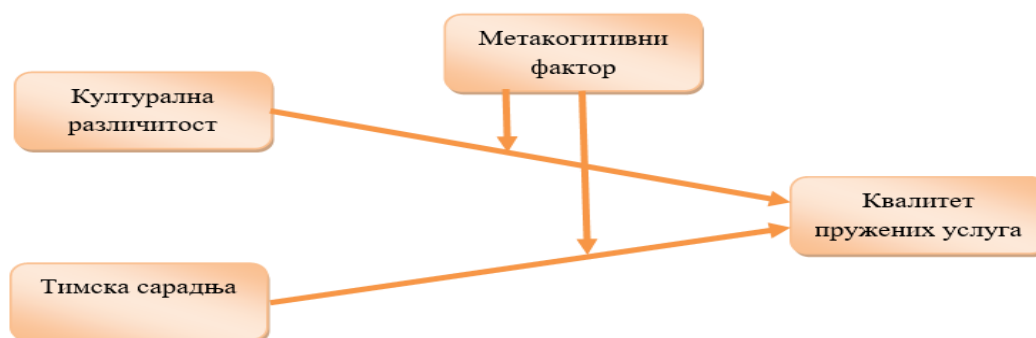 Метакогитивни
фактор
Културална
различитост
Квалитет
пружених услуга
Тимска сарадња